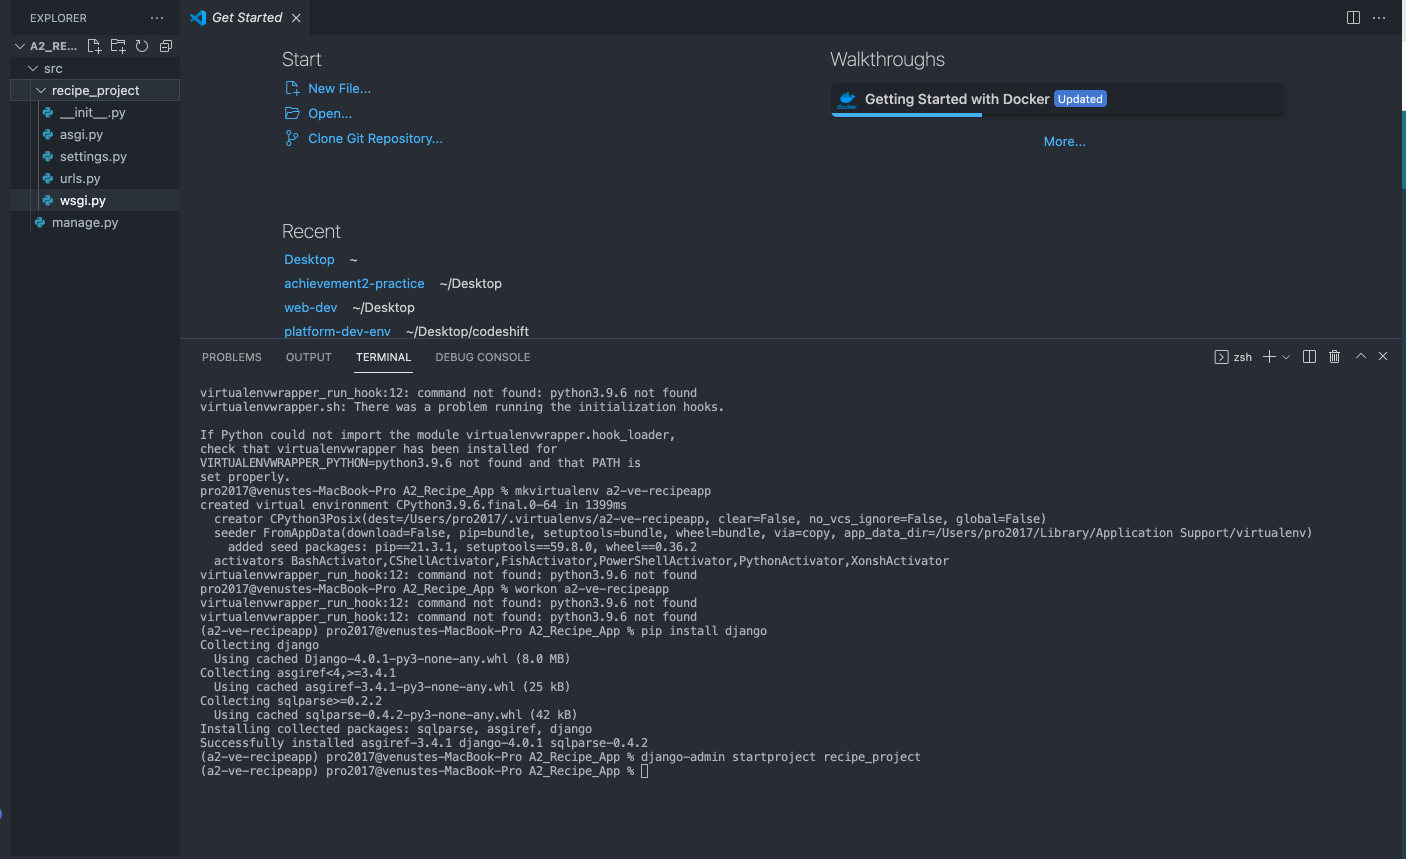 EXPLORER
A2_RE...
src
recipe_project
__init__.py
asgi.py
settings.py
urls.py
wsgi.py
manage.py
Get Started
Start
New File...
Open...
Clone Git Repository...
Recent
Desktop ~
achievement2-practice ~/Desktop
web-dev ~/Desktop
platform-dev-env ~/Desktop/codeshift
Walkthroughs
docker
Getting Started with Docker Updated
More...
PROBLEMS OUTPUT TERMINAL DEBUG CONSOLE
zsh
virtualenvwrapper_run_hook:12: command not found: python3.9.6 not found
virtualenvwrapper.sh: There was a problem running the initialization hooks.
If Python could not import the module virtualenvwrapper.hook_loader,
check that virtualenvwrapper has been installed for
VIRTUALENVWRAPPER_PYTHON=python3.9.6 not found and that PATH is
set properly.
pro2017@venustes-MacBook-Pro A2_Recipe_App % mkvirtualenv a2-ve-recipeapp
created virtual environment CPython3.9.6.final.0-64 in 1399ms
creator CPython3Posix(dest=/Users/pro2017/.virtualenvs/a2-ve-recipeapp, clear=False, no_vcs_ignore=False, global=False)
seeder FromAppData(download=False, pip=bundle, setuptools=bundle, wheel=bundle, via=copy, app_data_dir=/Users/pro2017/Library/Application Support/virtualenv)
added seed packages: pip==21.3.1, setuptools==59.8.0, wheel==0.36.2
activators BashActivator,CShellActivator,FishActivator,PowerShellActivator,PythonActivator,XonshActivator
virtualenvwrapper_run_hook:12: command not found: python3.9.6 not found
pro2017@venustes-MacBook-Pro A2_Recipe_App % workon a2-ve-recipeapp
virtualenvwrapper_run_hook:12: command not found: python3.9.6 not found
virtualenvwrapper_run_hook:12: command not found: python3.9.6 not found
(a2-ve-recipeapp) pro2017@venustes-MacBook-Pro A2_Recipe_App % pip install django
Collecting django
Using cached Django-4.0.1-py3-none-any.whl (8.0 MB)
Collecting asgiref<4,>=3.4.1
Using cached asgiref-3.4.1-py3-none-any.whl (25 kB)
Collecting sqlparse>=0.2.2
Using cached sqlparse-0.4.2-py3-none-any.whl (42 kB)
Installing collected packages: sqlparse, asgiref, django
Successfully installed asgiref-3.4.1 django-4.0.1 sqlparse-0.4.2
(a2-ve-recipeapp) pro2017@venustes-MacBook-Pro A2_Recipe_App % django-admin startproject recipe_project
(a2-ve-recipeapp) pro2017@venustes-MacBook-Pro A2_Recipe_App %